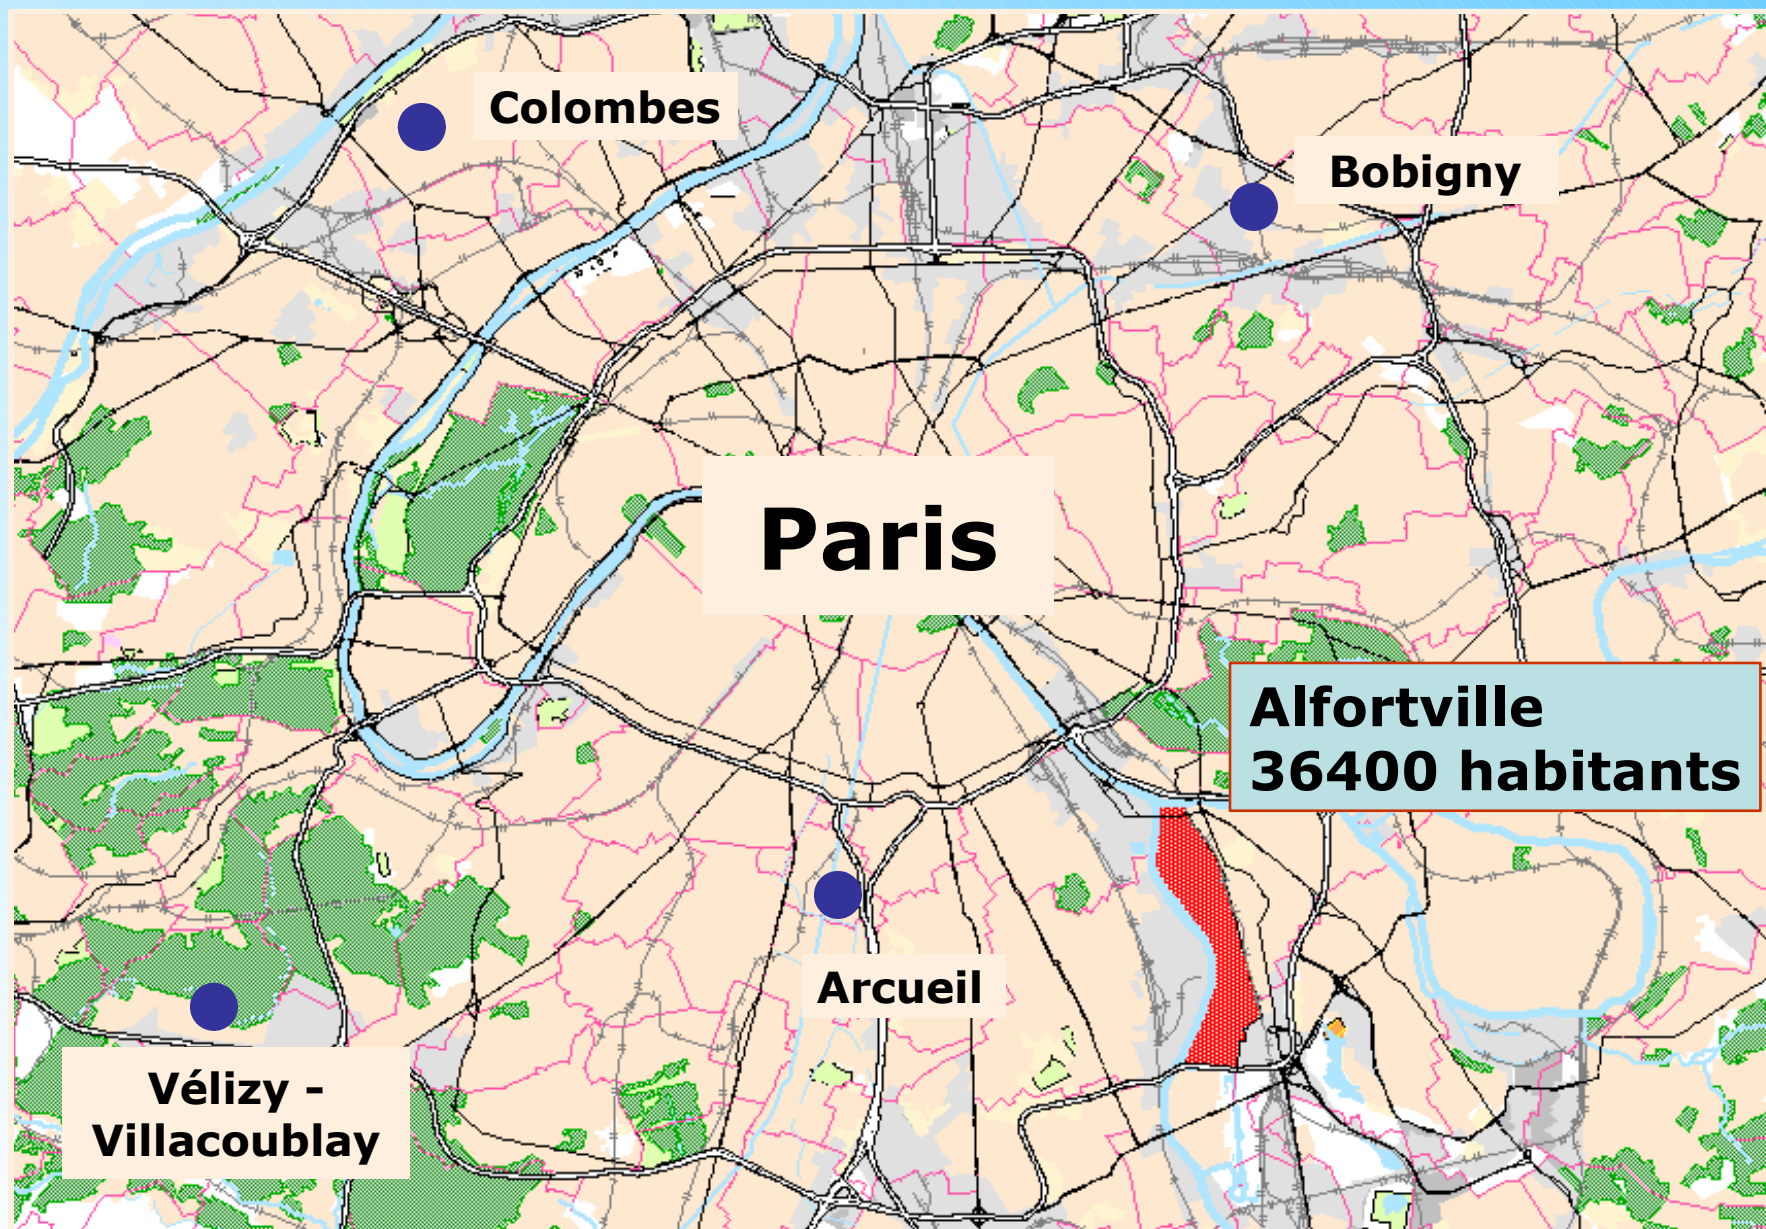 Colombes
Bobigny
Paris
Alfortville
36400 habitants
Arcueil
Vélizy -
Villacoublay